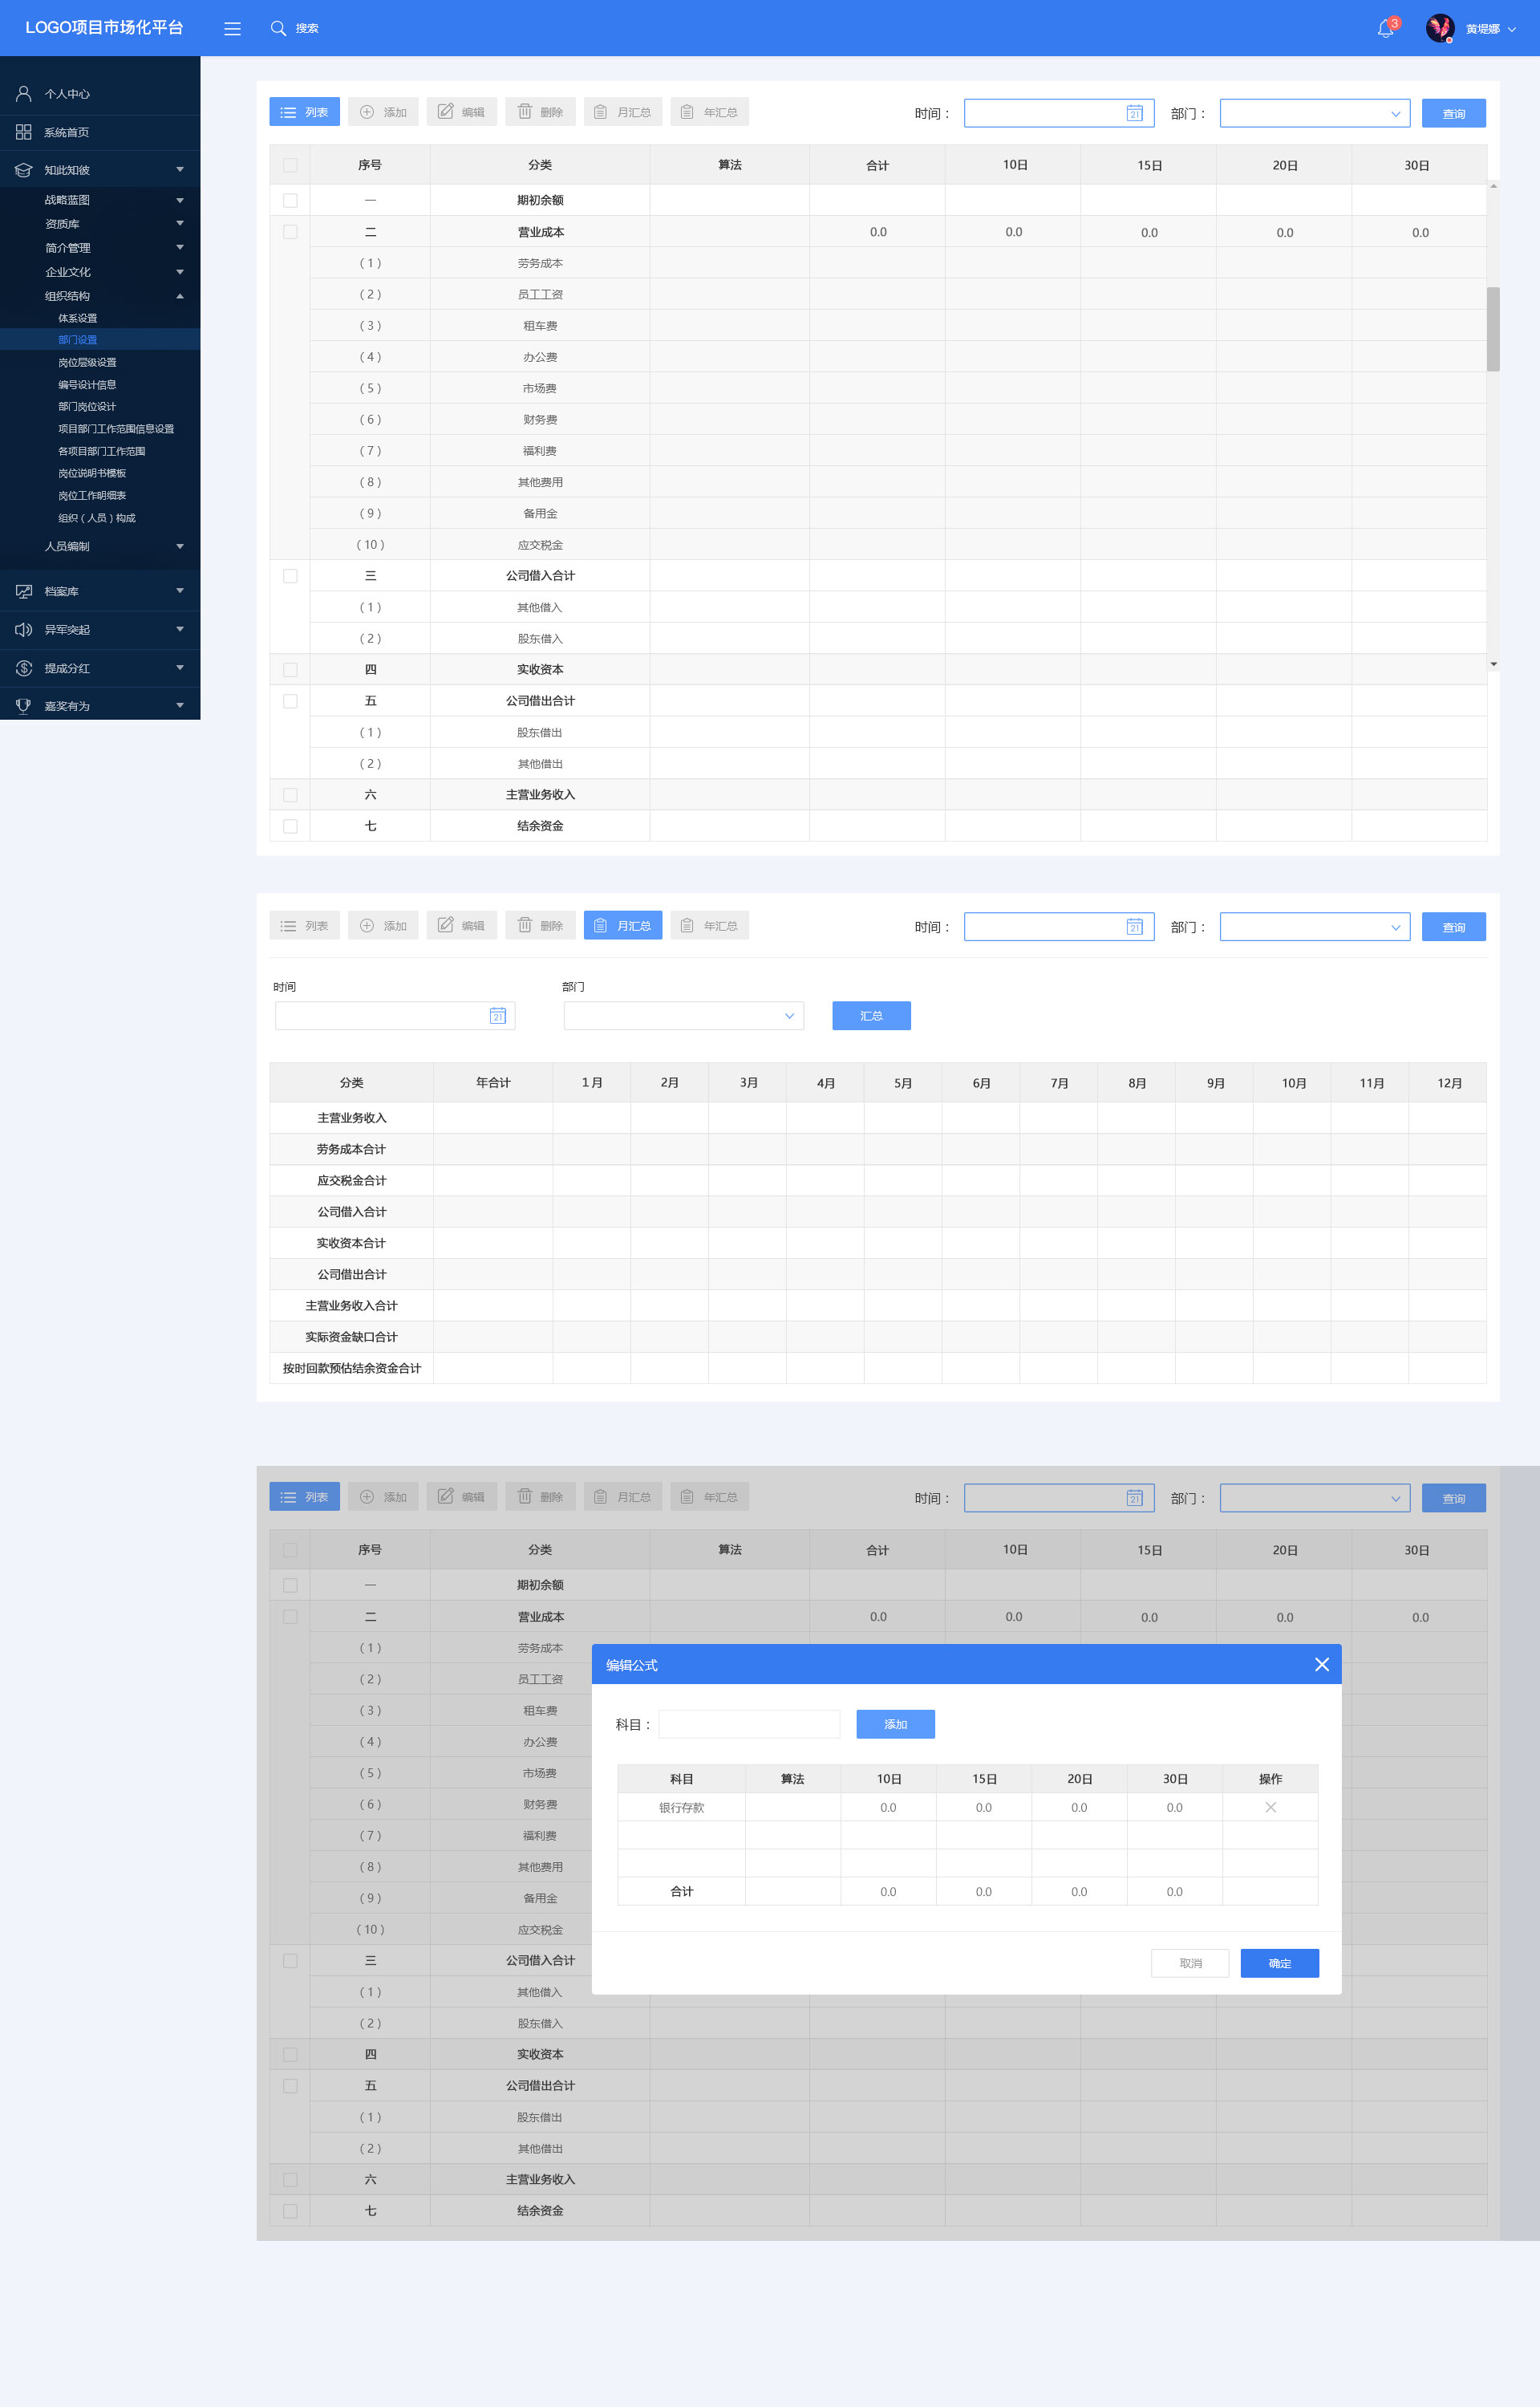 LOGO项目市场化平台 搜索 3 黄堤娜
个人中心
系统首页
知此知彼
战略蓝图
资质库
简介管理
企业文化
组织结构
体系设置
部门设置
岗位层级设置
编号设计信息
部门岗位设计
项目部门工作范围信息设置
各项目部门工作范围
岗位说明书模板
岗位工作明细表
组织（人员）构成
人员编制
档案库
异军突起
提成分红
嘉奖有为
列表 添加 编辑 删除 月汇总 年汇总 时间： 21 部门： 查询
序号 分类 算法 合计 10日 15日 20日 30日
一 期初余额
二 营业成本 0.0 0.0 0.0 0.0 0.0
（1） 劳务成本
（2） 员工工资
（3） 租车费
（4） 办公费
（5） 市场费
（6） 财务费
（7） 福利费
（8） 其他费用
（9） 备用金
（10） 应交税金
三 公司借入合计
（1） 其他借入
（2） 股东借入
四 实收资本
五 公司借出合计
（1） 股东借出
（2） 其他借出
六 主营业务收入
七 结余资金
列表 添加 编辑 删除 月汇总 年汇总 时间： 21 部门： 查询
时间 部门
21 汇总
分类 年合计 1月 2月 3月 4月 5月 6月 7月 8月 9月 10月 11月 12月
主营业务收入
劳务成本合计
应交税金合计
公司借入合计
实收资本合计
公司借出合计
主营业务收入合计
实际资金缺口合计
按时回款预估结余资金合计
列表 添加 编辑 删除 月汇总 年汇总 时间： 21 部门： 查询
序号 分类 算法 合计 10日 15日 20日 30日
一 期初余额
二 营业成本 0.0 0.0 0.0 0.0 0.0
（1） 劳务成本
（2） 员工工资
（3） 租车费
（4） 办公费
（5） 市场费
（6） 财务费
（7） 福利费
（8） 其他费用
（9） 备用金
（10） 应交税金
三 公司借入合计
（1） 其他借入
（2） 股东借入
四 实收资本
五 公司借出合计
（1） 股东借出
（2） 其他借出
六 主营业务收入
七 结余资金
编辑公式
科目： 添加
科目 算法 10日 15日 20日 30日 操作
银行存款 0.0 0.0 0.0 0.0
合计 0.0 0.0 0.0 0.0
取消 确定